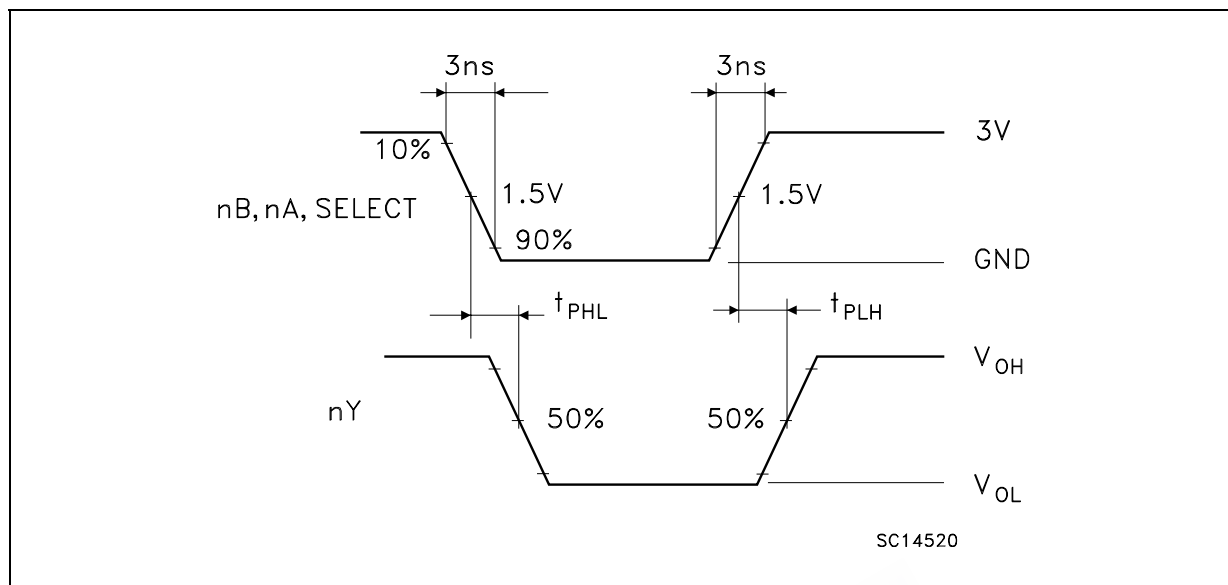 3ns 3ns
10% 3V
nB, nA, SELECT 1.5V 1.5V
90% GND
tPHL tPLH
VOH
nY 50% 50%
VOL
SC14520